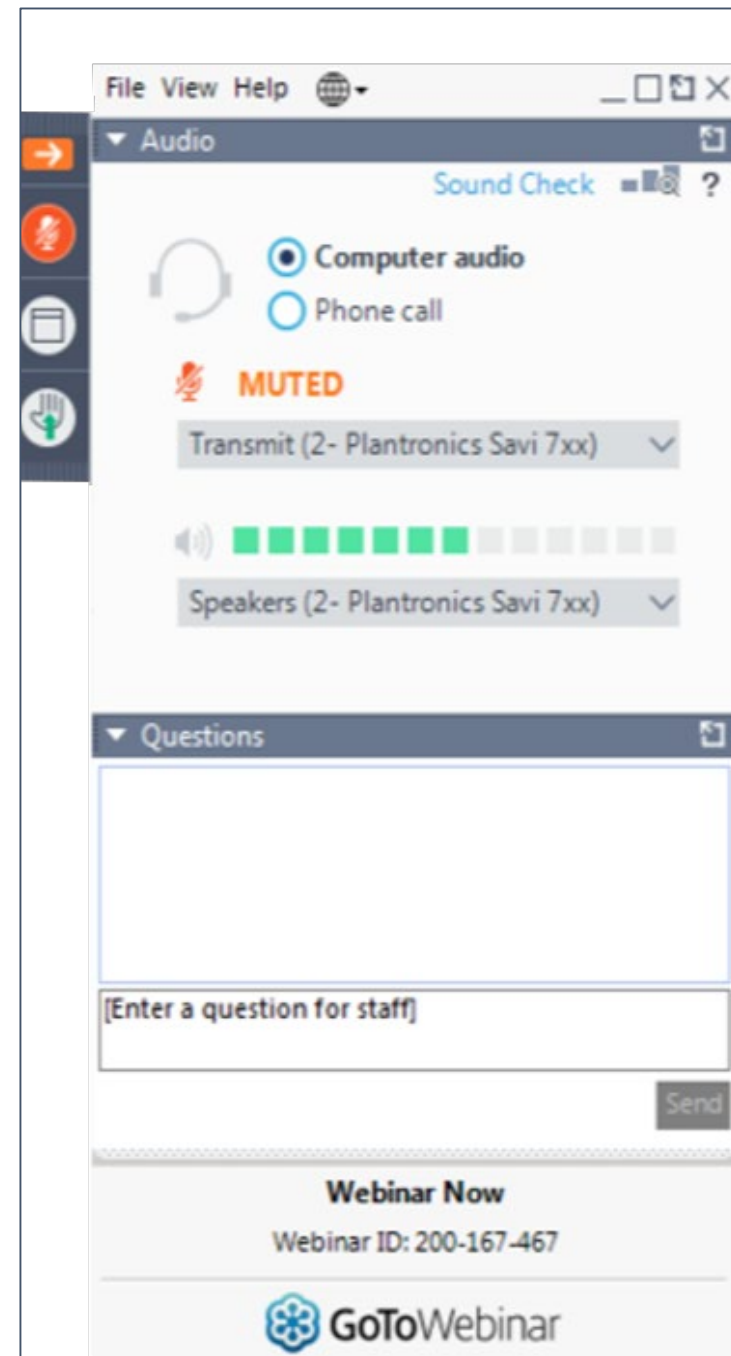 File View Help
Audio
Sound Check ?
Computer audio
Phone call
MUTED
Transmit (2- Plantronics Savi 7xx)
Speakers (2- Plantronics Savi 7xx)
Questions
[Enter a question for staff]
Send
Webinar Now
Webinar ID: 200-167-467
GoToWebinar